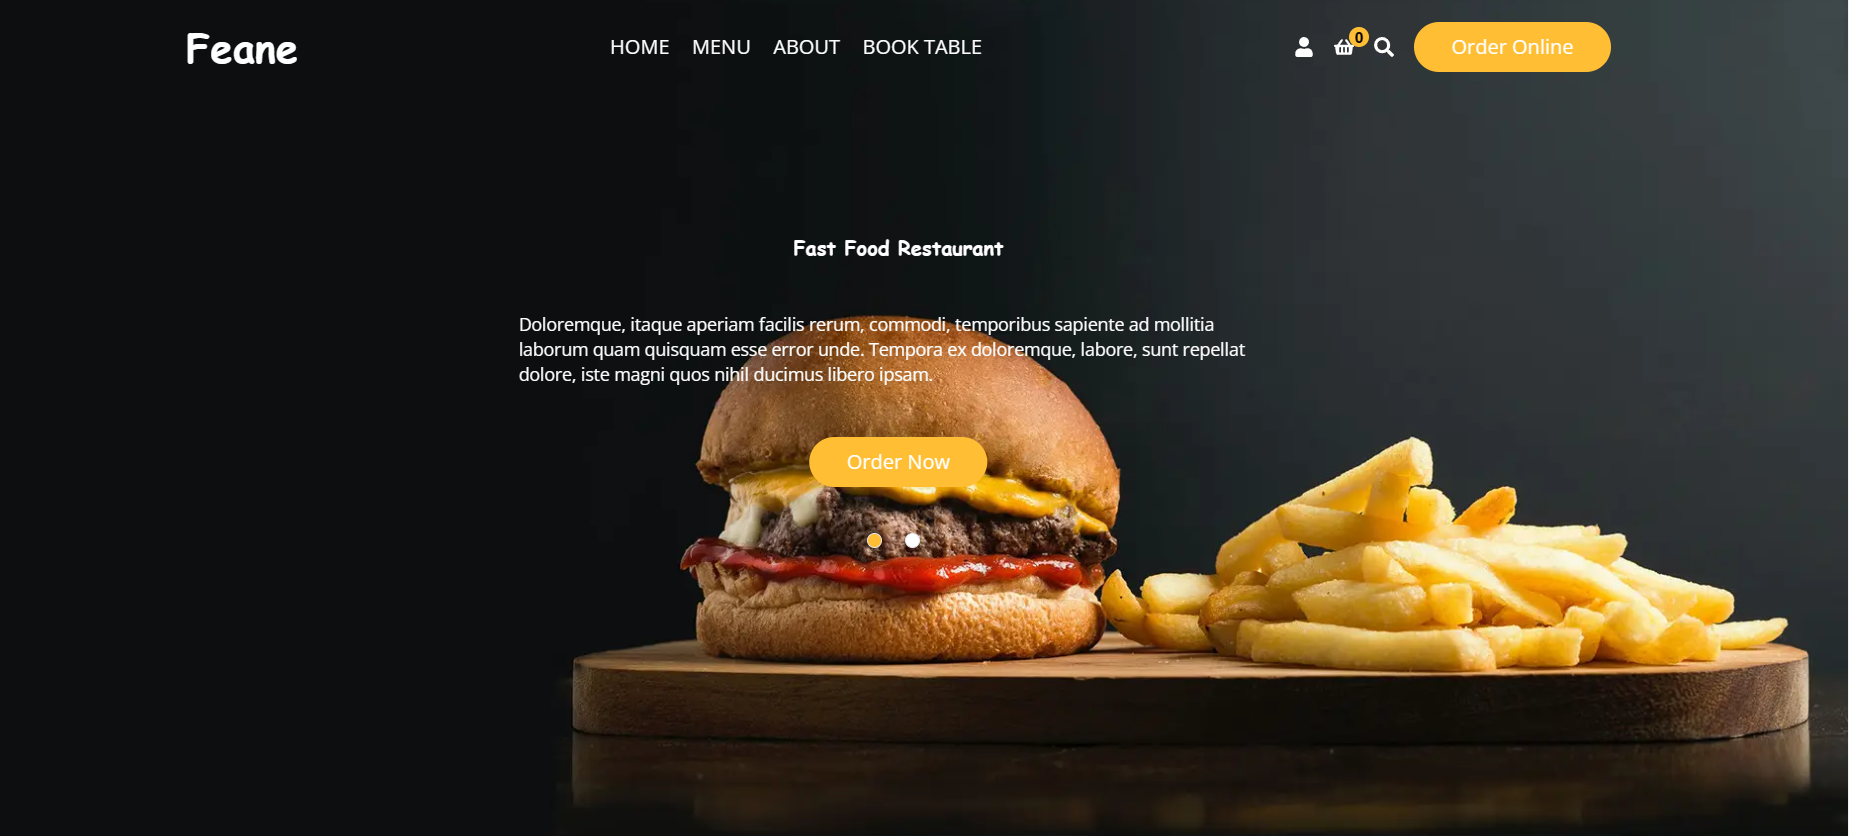 Feane
HOME MENU ABOUT BOOK TABLE
0
Order Online
Fast Food Restaurant
Doloremque, itaque aperiam facilis rerum, commodi, temporibus sapiente ad mollitia
laborum quam quisquam esse error unde. Tempora ex doloremque, labore, sunt repellat
dolore, iste magni quos nihil ducimus libero ipsam.
Order Now